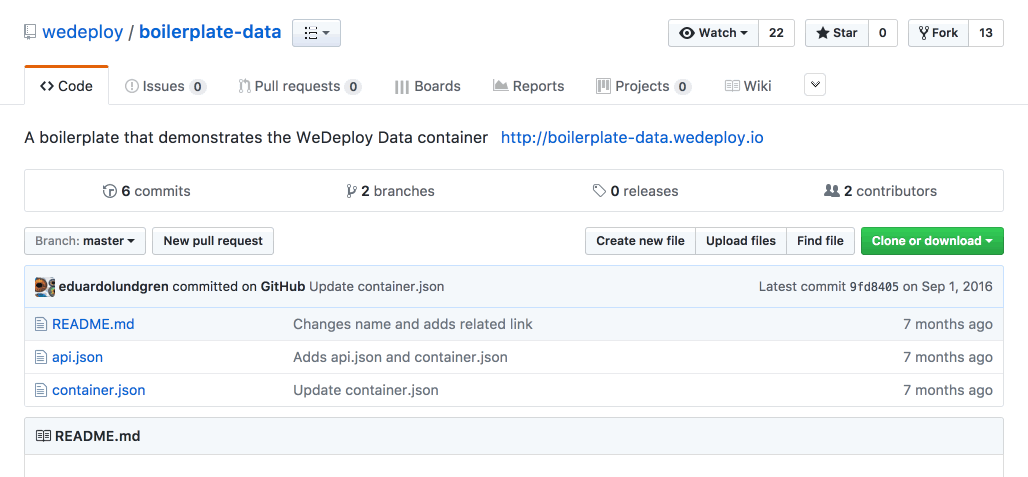 wedeploy / boilerplate-data Watch 22 Star 0 Fork 13
Code Issues 0 Pull requests 0 Boards Reports Projects 0 Wiki
A boilerplate that demonstrates the WeDeploy Data container http://boilerplate-data.wedeploy.io
6 commits 2 branches 0 releases 2 contributors
Branch: master New pull request Create new file Upload files Find file Clone or download
eduardolundgren committed on GitHub Update container.json Latest commit 9fd8405 on Sep 1, 2016
README.md Changes name and adds related link 7 months ago
api.json Adds api.json and container.json 7 months ago
container.json Update container.json 7 months ago
README.md